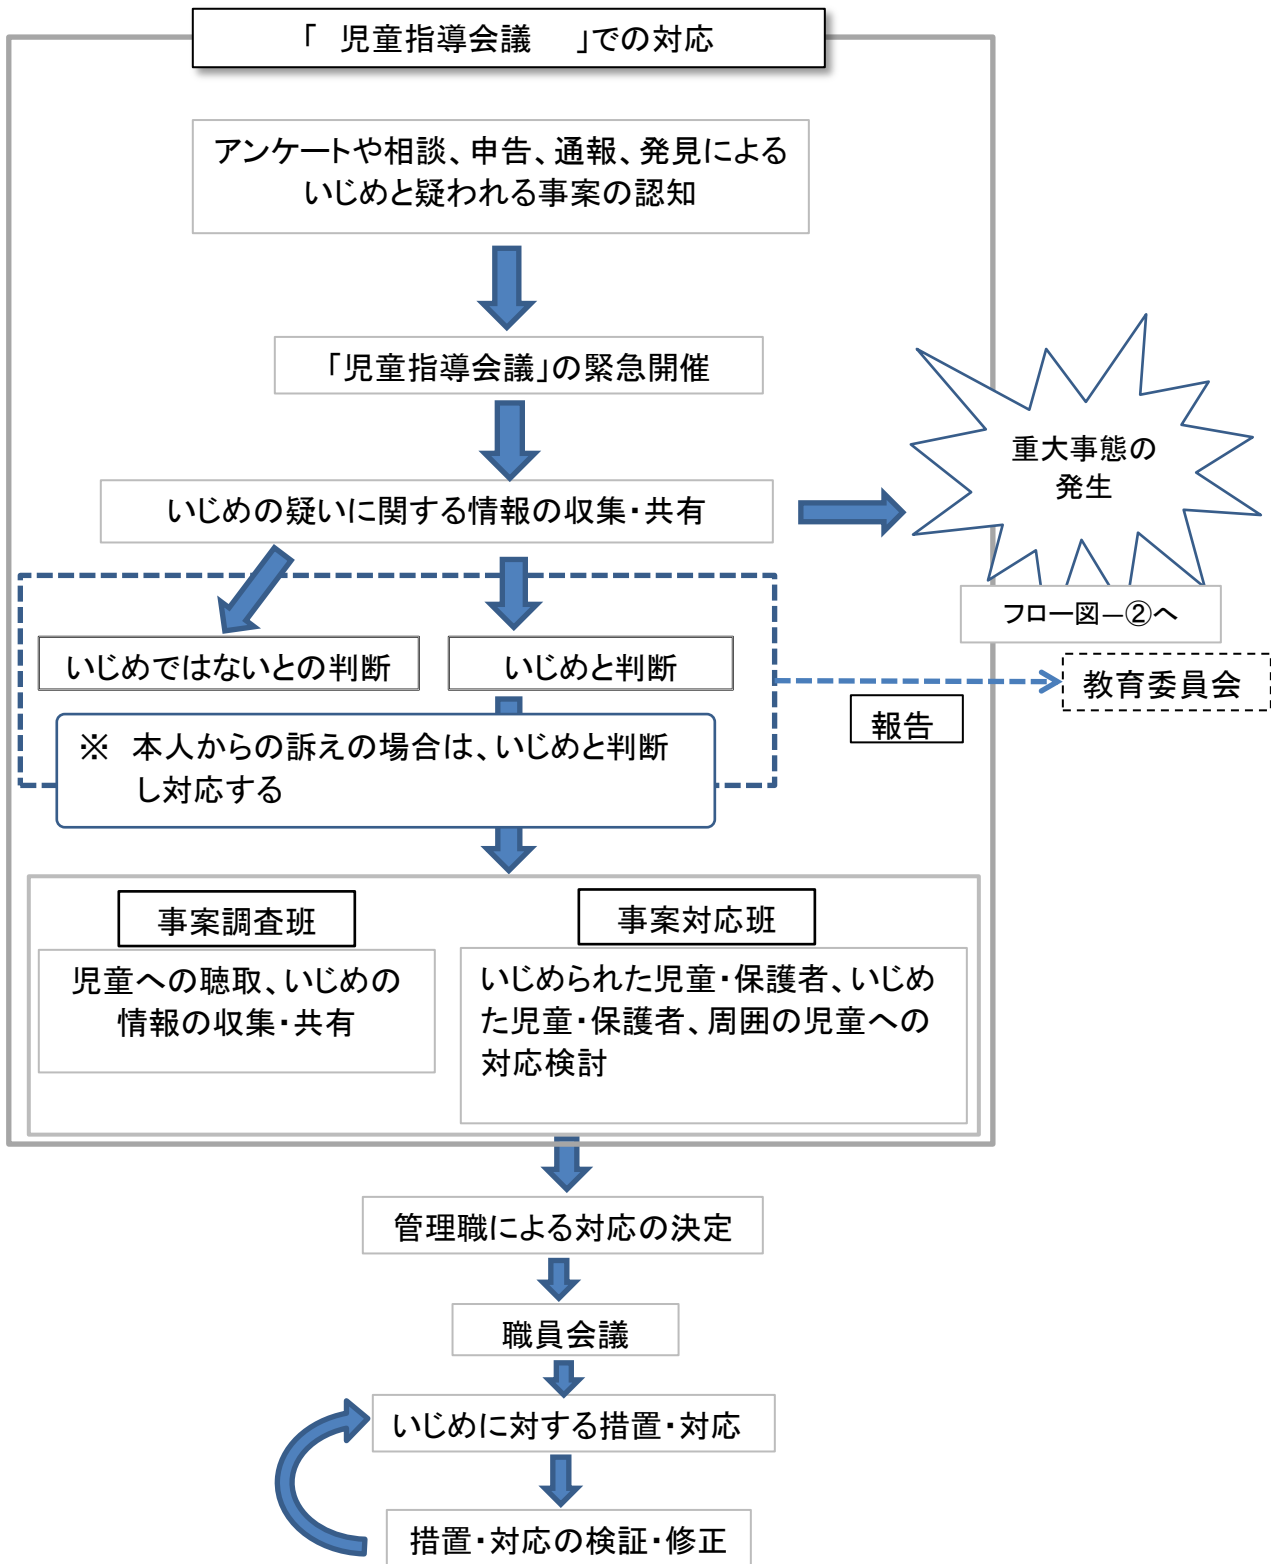 「　児童指導会議　　」での対応
アンケートや相談、申告、通報、発見による
いじめと疑われる事案の認知
「児童指導会議」の緊急開催
重大事態の
発生
いじめの疑いに関する情報の収集・共有
フロー図－②へ
いじめではないとの判断
いじめと判断
教育委員会
報告
※　本人からの訴えの場合は、いじめと判断
し対応する
事案調査班
児童への聴取、いじめの
情報の収集・共有
事案対応班
いじめられた児童・保護者、いじめ
た児童・保護者、周囲の児童への
対応検討
管理職による対応の決定
職員会議
いじめに対する措置・対応
措置・対応の検証・修正